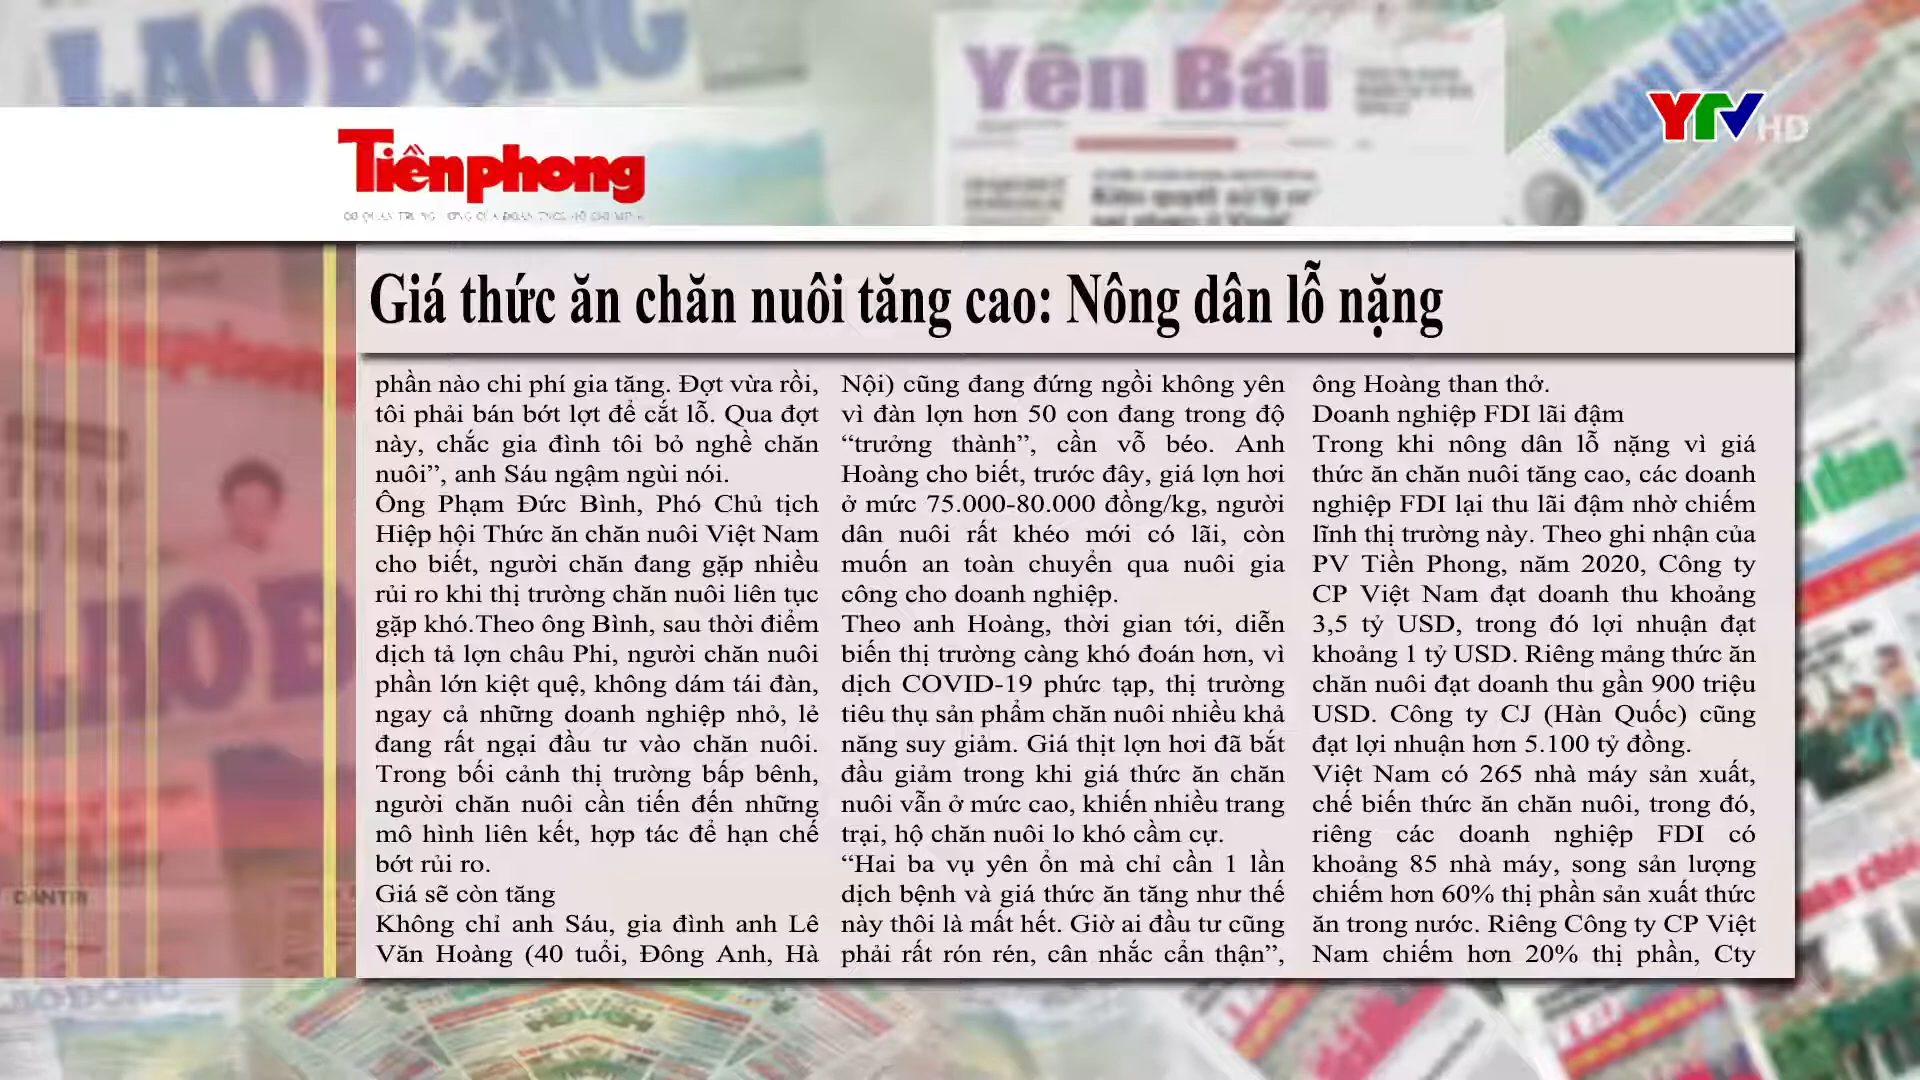 LAO ĐỘNG
Yên Bái
Nhân Dân
YTV HD
Tiền phong
Giá thức ăn chăn nuôi tăng cao: Nông dân lỗ nặng
phần nào chi phí gia tăng. Đợt vừa rồi,
tôi phải bán bớt lợt để cắt lỗ. Qua đợt
này, chắc gia đình tôi bỏ nghề chăn
nuôi”, anh Sáu ngậm ngùi nói.
Ông Phạm Đức Bình, Phó Chủ tịch
Hiệp hội Thức ăn chăn nuôi Việt Nam
cho biết, người chăn đang gặp nhiều
rủi ro khi thị trường chăn nuôi liên tục
gặp khó.Theo ông Bình, sau thời điểm
dịch tả lợn châu Phi, người chăn nuôi
phần lớn kiệt quệ, không dám tái đàn,
ngay cả những doanh nghiệp nhỏ, lẻ
đang rất ngại đầu tư vào chăn nuôi.
Trong bối cảnh thị trường bấp bênh,
người chăn nuôi cần tiến đến những
mô hình liên kết, hợp tác để hạn chế
bớt rủi ro.
Giá sẽ còn tăng
Không chỉ anh Sáu, gia đình anh Lê
Văn Hoàng (40 tuổi, Đông Anh, Hà
Nội) cũng đang đứng ngồi không yên
vì đàn lợn hơn 50 con đang trong độ
“trưởng thành”, cần vỗ béo. Anh
Hoàng cho biết, trước đây, giá lợn hơi
ở mức 75.000-80.000 đồng/kg, người
dân nuôi rất khéo mới có lãi, còn
muốn an toàn chuyển qua nuôi gia
công cho doanh nghiệp.
Theo anh Hoàng, thời gian tới, diễn
biến thị trường càng khó đoán hơn, vì
dịch COVID-19 phức tạp, thị trường
tiêu thụ sản phẩm chăn nuôi nhiều khả
năng suy giảm. Giá thịt lợn hơi đã bắt
đầu giảm trong khi giá thức ăn chăn
nuôi vẫn ở mức cao, khiến nhiều trang
trại, hộ chăn nuôi lo khó cầm cự.
“Hai ba vụ yên ổn mà chỉ cần 1 lần
dịch bệnh và giá thức ăn tăng như thế
này thôi là mất hết. Giờ ai đầu tư cũng
phải rất rón rén, cân nhắc cẩn thận”,
ông Hoàng than thở.
Doanh nghiệp FDI lãi đậm
Trong khi nông dân lỗ nặng vì giá
thức ăn chăn nuôi tăng cao, các doanh
nghiệp FDI lại thu lãi đậm nhờ chiếm
lĩnh thị trường này. Theo ghi nhận của
PV Tiền Phong, năm 2020, Công ty
CP Việt Nam đạt doanh thu khoảng
3,5 tỷ USD, trong đó lợi nhuận đạt
khoảng 1 tỷ USD. Riêng mảng thức ăn
chăn nuôi đạt doanh thu gần 900 triệu
USD. Công ty CJ (Hàn Quốc) cũng
đạt lợi nhuận hơn 5.100 tỷ đồng.
Việt Nam có 265 nhà máy sản xuất,
chế biến thức ăn chăn nuôi, trong đó,
riêng các doanh nghiệp FDI có
khoảng 85 nhà máy, song sản lượng
chiếm hơn 60% thị phần sản xuất thức
ăn trong nước. Riêng Công ty CP Việt
Nam chiếm hơn 20% thị phần, Cty